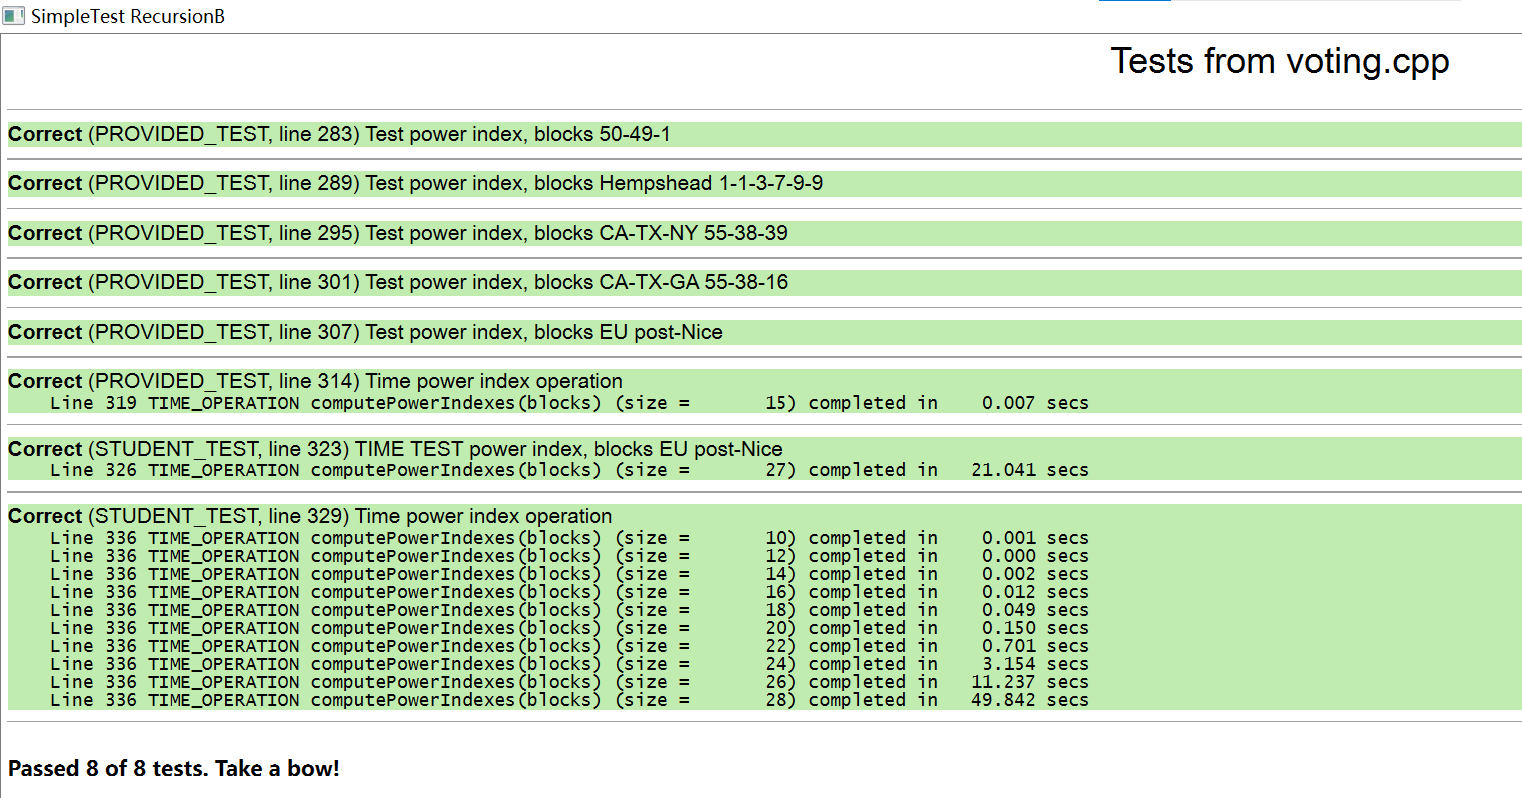 SimpleTest RecursionB
Tests from voting.cpp
Correct (PROVIDED_TEST, line 283) Test power index, blocks 50-49-1
Correct (PROVIDED_TEST, line 289) Test power index, blocks Hempshead 1-1-3-7-9-9
Correct (PROVIDED_TEST, line 295) Test power index, blocks CA-TX-NY 55-38-39
Correct (PROVIDED_TEST, line 301) Test power index, blocks CA-TX-GA 55-38-16
Correct (PROVIDED_TEST, line 307) Test power index, blocks EU post-Nice
Correct (PROVIDED_TEST, line 314) Time power index operation
Line 319 TIME_OPERATION computePowerIndexes(blocks) (size = 15) completed in 0.007 secs
Correct (STUDENT_TEST, line 323) TIME TEST power index, blocks EU post-Nice
Line 326 TIME_OPERATION computePowerIndexes(blocks) (size = 27) completed in 21.041 secs
Correct (STUDENT_TEST, line 329) Time power index operation
Line 336 TIME_OPERATION computePowerIndexes(blocks) (size = 10) completed in 0.001 secs
Line 336 TIME_OPERATION computePowerIndexes(blocks) (size = 12) completed in 0.000 secs
Line 336 TIME_OPERATION computePowerIndexes(blocks) (size = 14) completed in 0.002 secs
Line 336 TIME_OPERATION computePowerIndexes(blocks) (size = 16) completed in 0.012 secs
Line 336 TIME_OPERATION computePowerIndexes(blocks) (size = 18) completed in 0.049 secs
Line 336 TIME_OPERATION computePowerIndexes(blocks) (size = 20) completed in 0.150 secs
Line 336 TIME_OPERATION computePowerIndexes(blocks) (size = 22) completed in 0.701 secs
Line 336 TIME_OPERATION computePowerIndexes(blocks) (size = 24) completed in 3.154 secs
Line 336 TIME_OPERATION computePowerIndexes(blocks) (size = 26) completed in 11.237 secs
Line 336 TIME_OPERATION computePowerIndexes(blocks) (size = 28) completed in 49.842 secs
Passed 8 of 8 tests. Take a bow!